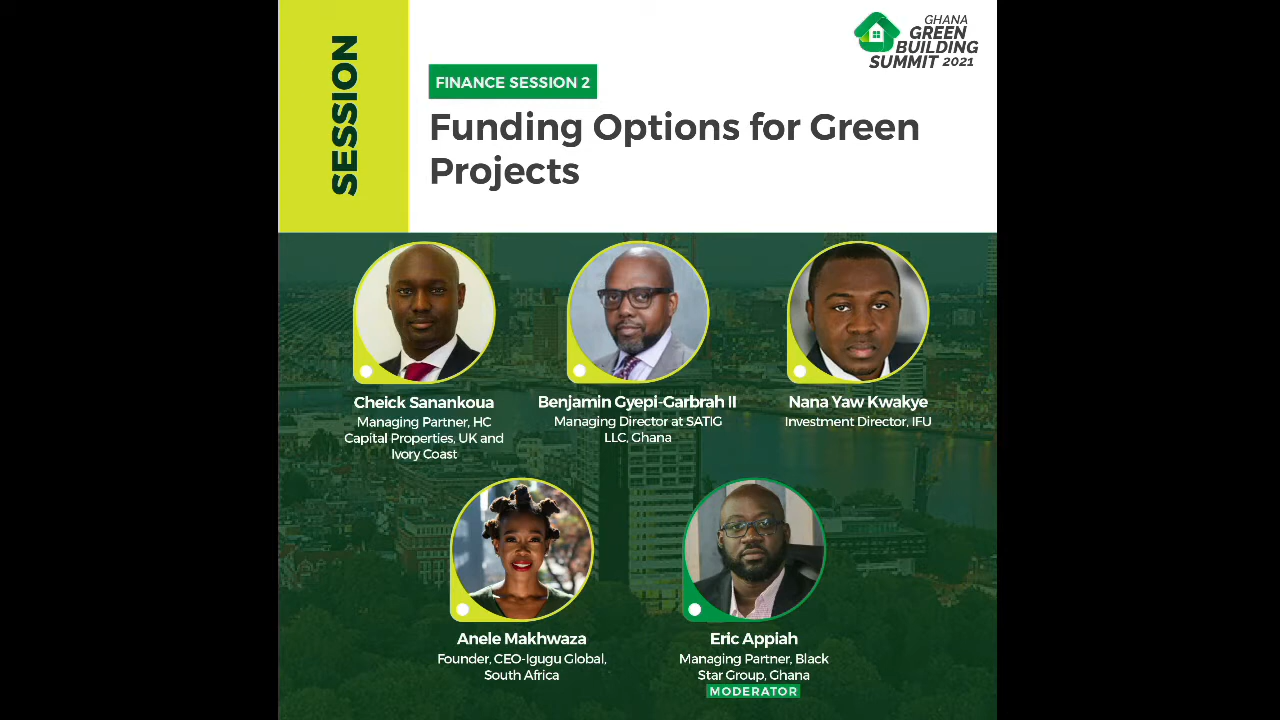 SESSION
GHANA
GREEN
BUILDING
SUMMIT 2021
FINANCE SESSION 2
Funding Options for Green
Projects
Cheick Sanankoua
Managing Partner, HC
Capital Properties, UK and
Ivory Coast
Benjamin Gyepi-Garbrah II
Managing Director at SATIG
LLC, Ghana
Nana Yaw Kwakye
Investment Director, IFU
Anele Makhwaza
Founder, CEO-Igugu Global,
South Africa
Eric Appiah
Managing Partner, Black
Star Group, Ghana
MODERATOR